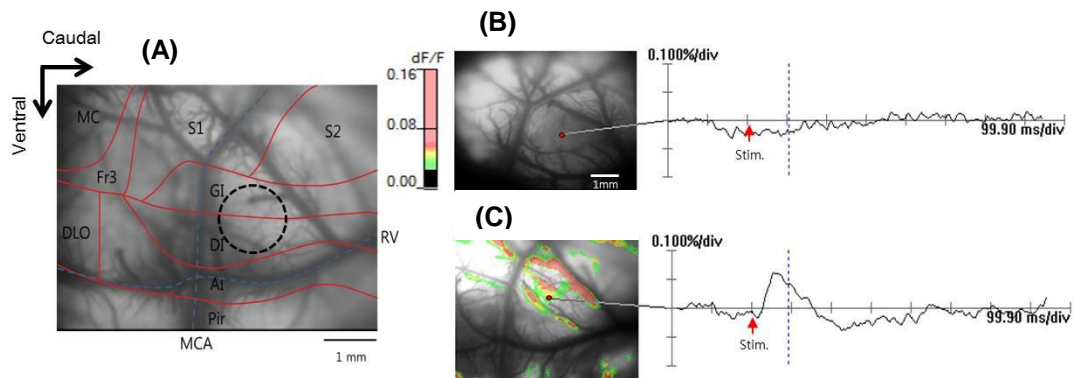 (A)
Caudal
Ventral
MC
S1
S2
Fr3
GI
DLO
DI
RV
AI
Pir
MCA
1 mm
dF/F
0.16
0.08
0.00
(B)
1mm
0.100%/div
99.90 ms/div
Stim.
(C)
0.100%/div
99.90 ms/div
Stim.